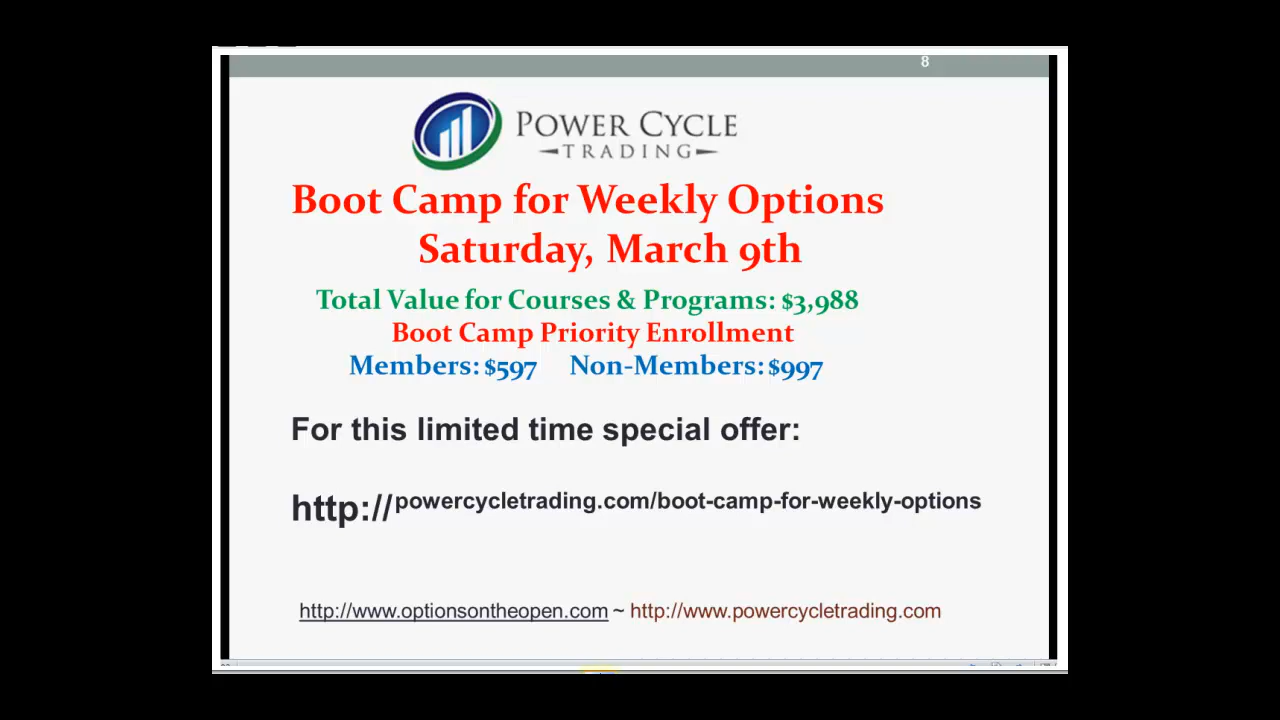 8
POWER CYCLE
TRADING
Boot Camp for Weekly Options
Saturday, March 9th
Total Value for Courses & Programs: $3,988
Boot Camp Priority Enrollment
Members: $597 Non-Members: $997
For this limited time special offer:
http://powercycletrading.com/boot-camp-for-weekly-options
http://www.optionsontheopen.com ~ http://www.powercycletrading.com